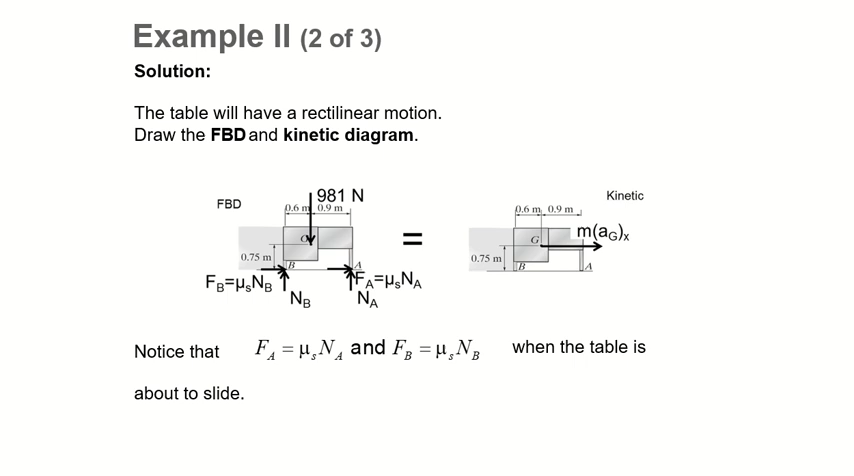 Example II (2 of 3)
Solution:
The table will have a rectilinear motion.
Draw the FBD and kinetic diagram.
FBD
981 N
0.6 m 0.9 m
G
0.75 m
B
A
F_B=μ_sN_B
N_B
F_A=μ_sN_A
N_A
=
Kinetic
0.6 m 0.9 m
G
m(a_G)_x
0.75 m
B
A
Notice that F_A = μ_s N_A and F_B = μ_s N_B when the table is
about to slide.